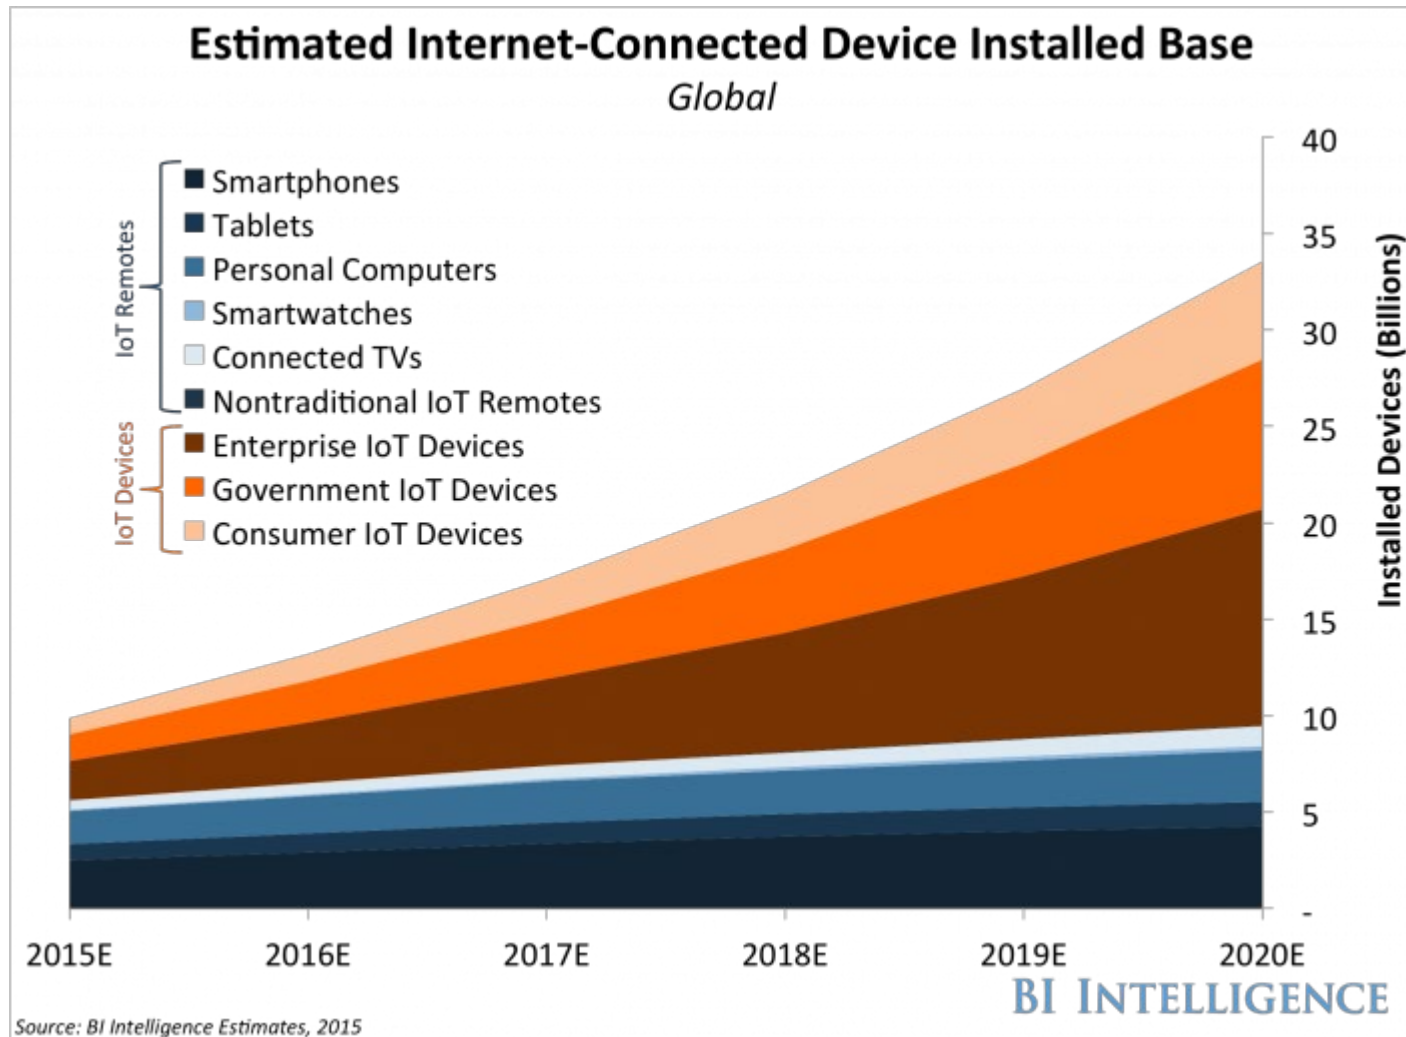 Estimated Internet-Connected Device Installed Base
Global
IoT Remotes
Smartphones
Tablets
Personal Computers
Smartwatches
Connected TVs
Nontraditional IoT Remotes
IoT Devices
Enterprise IoT Devices
Government IoT Devices
Consumer IoT Devices
40
35
30
25
20
15
10
5
-
Installed Devices (Billions)
2015E 2016E 2017E 2018E 2019E 2020E
BI INTELLIGENCE
Source: BI Intelligence Estimates, 2015